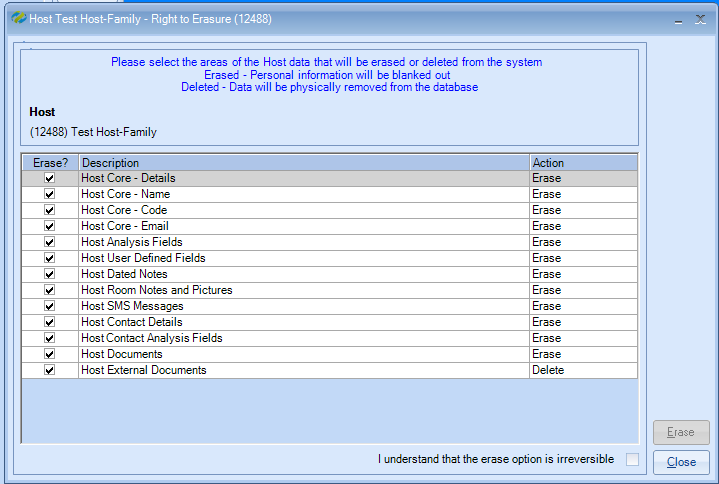 Host Test Host-Family - Right to Erasure (12488)
Please select the areas of the Host data that will be erased or deleted from the system
Erased - Personal information will be blanked out
Deleted - Data will be physically removed from the database
Host
(12488) Test Host-Family
Erase? Description Action
Host Core - Details Erase
Host Core - Name Erase
Host Core - Code Erase
Host Core - Email Erase
Host Analysis Fields Erase
Host User Defined Fields Erase
Host Dated Notes Erase
Host Room Notes and Pictures Erase
Host SMS Messages Erase
Host Contact Details Erase
Host Contact Analysis Fields Erase
Host Documents Erase
Host External Documents Delete
Erase
I understand that the erase option is irreversible
Close